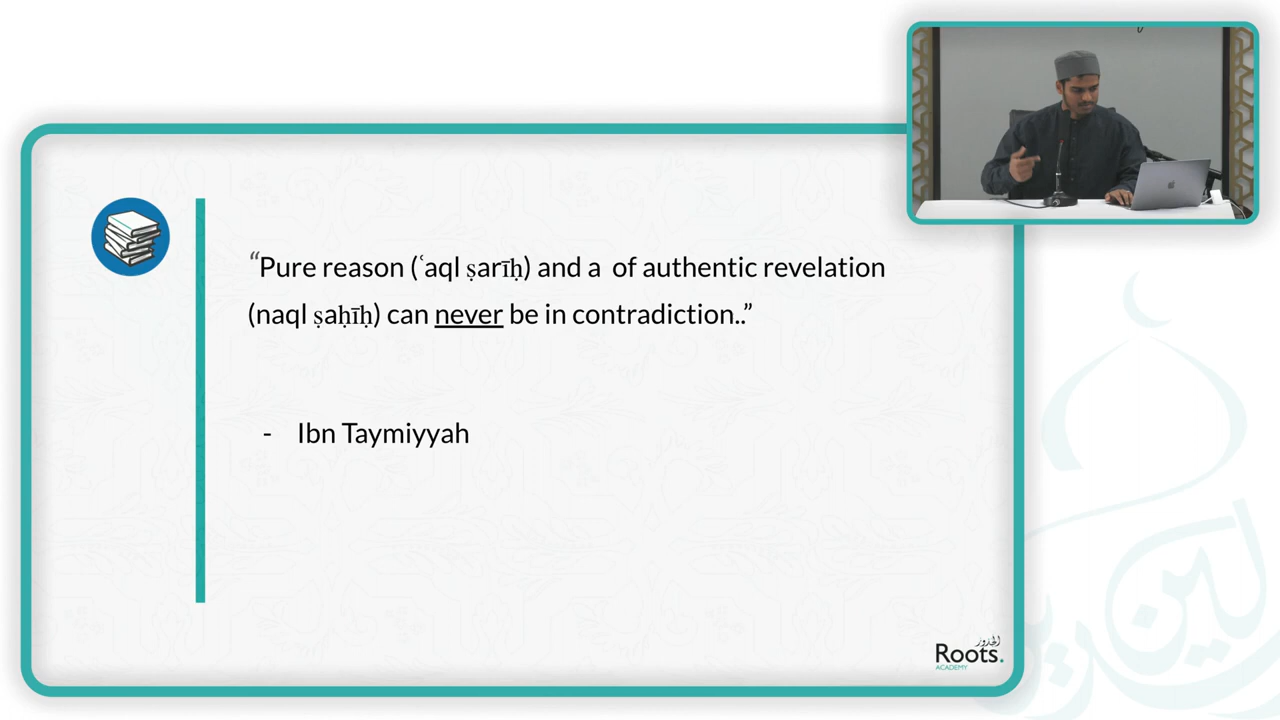 “Pure reason (ʿaql ṣarīḥ) and a of authentic revelation
(naql ṣaḥīḥ) can never be in contradiction..”
- Ibn Taymiyyah
الجذور
Roots.
ACADEMY